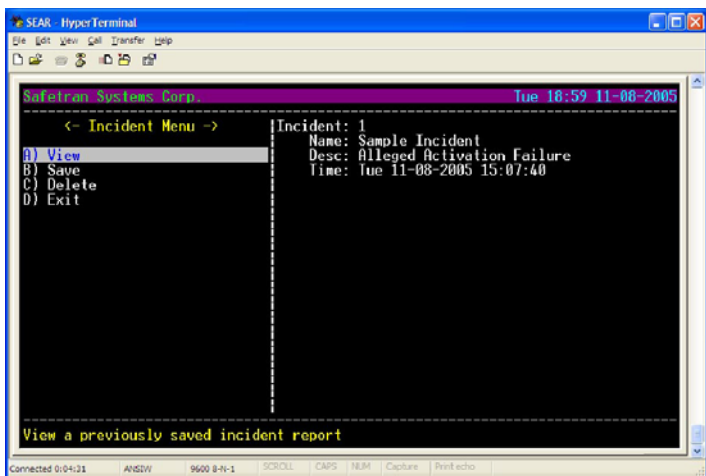 SEAR - HyperTerminal
File Edit View Call Transfer Help
Safetran Systems Corp. Tue 18:59 11-08-2005
<- Incident Menu ->
A) View
B) Save
C) Delete
D) Exit
Incident: 1
Name: Sample Incident
Desc: Alleged Activation Failure
Time: Tue 11-08-2005 15:07:40
View a previously saved incident report
Connected 0:04:31 ANSIW 9600 8-N-1 SCROLL CAPS NUM Capture Print echo